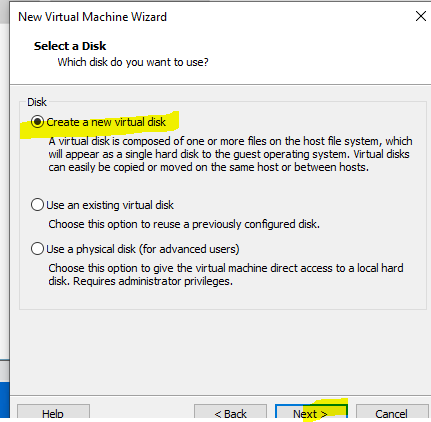 New Virtual Machine Wizard
Select a Disk
Which disk do you want to use?
Disk
Create a new virtual disk
A virtual disk is composed of one or more files on the host file system, which
will appear as a single hard disk to the guest operating system. Virtual disks
can easily be copied or moved on the same host or between hosts.
Use an existing virtual disk
Choose this option to reuse a previously configured disk.
Use a physical disk (for advanced users)
Choose this option to give the virtual machine direct access to a local hard
disk. Requires administrator privileges.
Help < Back Next > Cancel